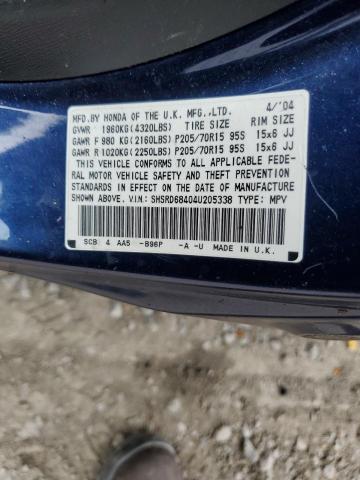 MFD.BY HONDA OF THE U.K. MFG.,LTD. 4/'04
GVWR 1960KG(4320LBS) TIRE SIZE RIM SIZE
GAWR F 980 KG(2160LBS) P205/70R15 95S 15x6 JJ
GAWR R 1020KG(2250LBS) P205/70R15 95S 15x6 JJ
THIS VEHICLE CONFORMS TO ALL APPLICABLE FEDE-
RAL MOTOR VEHICLE SAFETY AND THEFT PREVENTION
STANDARDS IN EFFECT ON THE DATE OF MANUFACTURE
SHOWN ABOVE. V.I.N: SHSRD68404U205338 TYPE: MPV
SCB 4 AA5 -B96P -A -U MADE IN U.K.